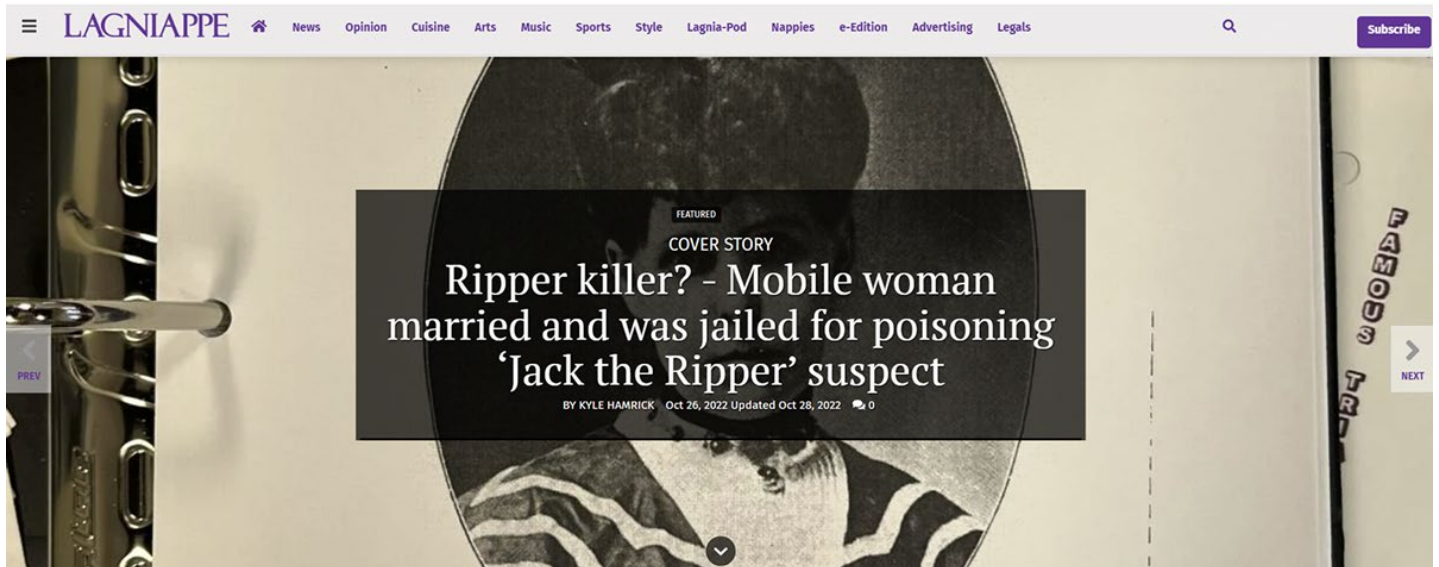 LAGNIAPPE News Opinion Cuisine Arts Music Sports Style Lagnia-Pod Nappies e-Edition Advertising Legals Subscribe
FEATURED
COVER STORY
Ripper killer? - Mobile woman
married and was jailed for poisoning
‘Jack the Ripper’ suspect
BY KYLE HAMRICK Oct 26, 2022 Updated Oct 28, 2022 0
PREV
NEXT
FAMOUS